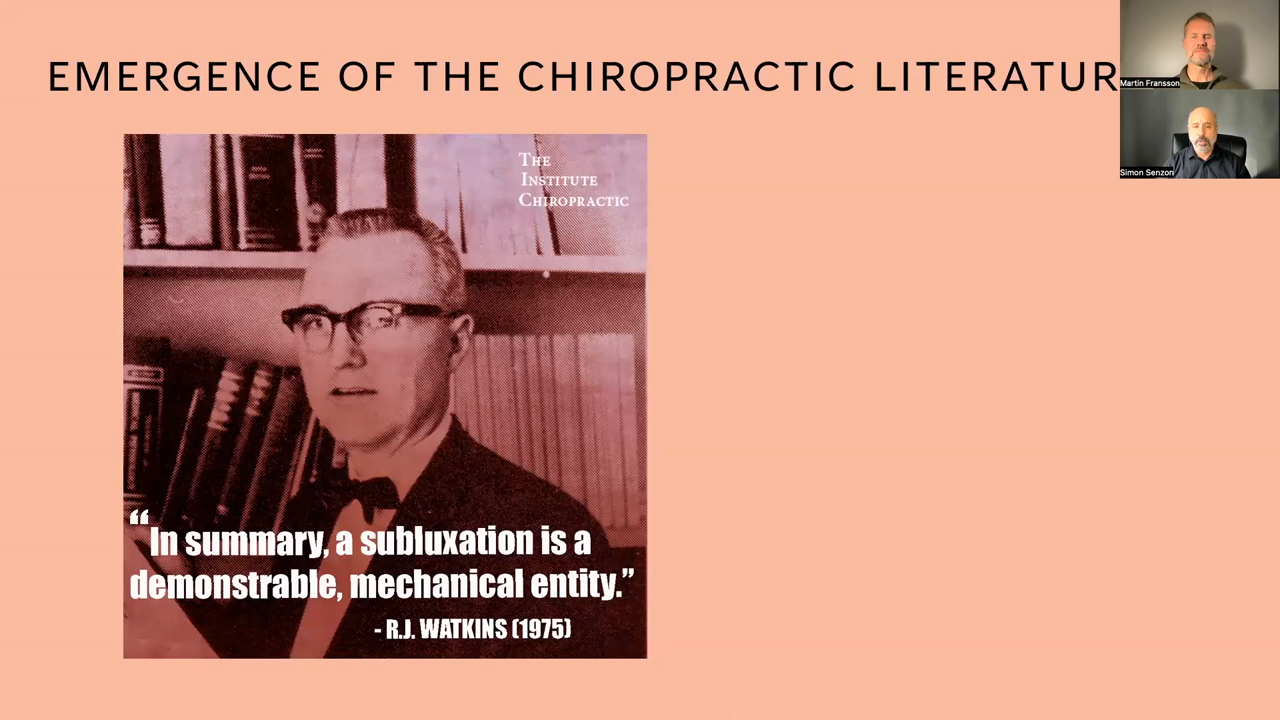 EMERGENCE OF THE CHIROPRACTIC LITERATUR
Martin Fransson
Simon Senzon
The
Institute
Chiropractic
“In summary, a subluxation is a
demonstrable, mechanical entity.”
- R.J. WATKINS (1975)